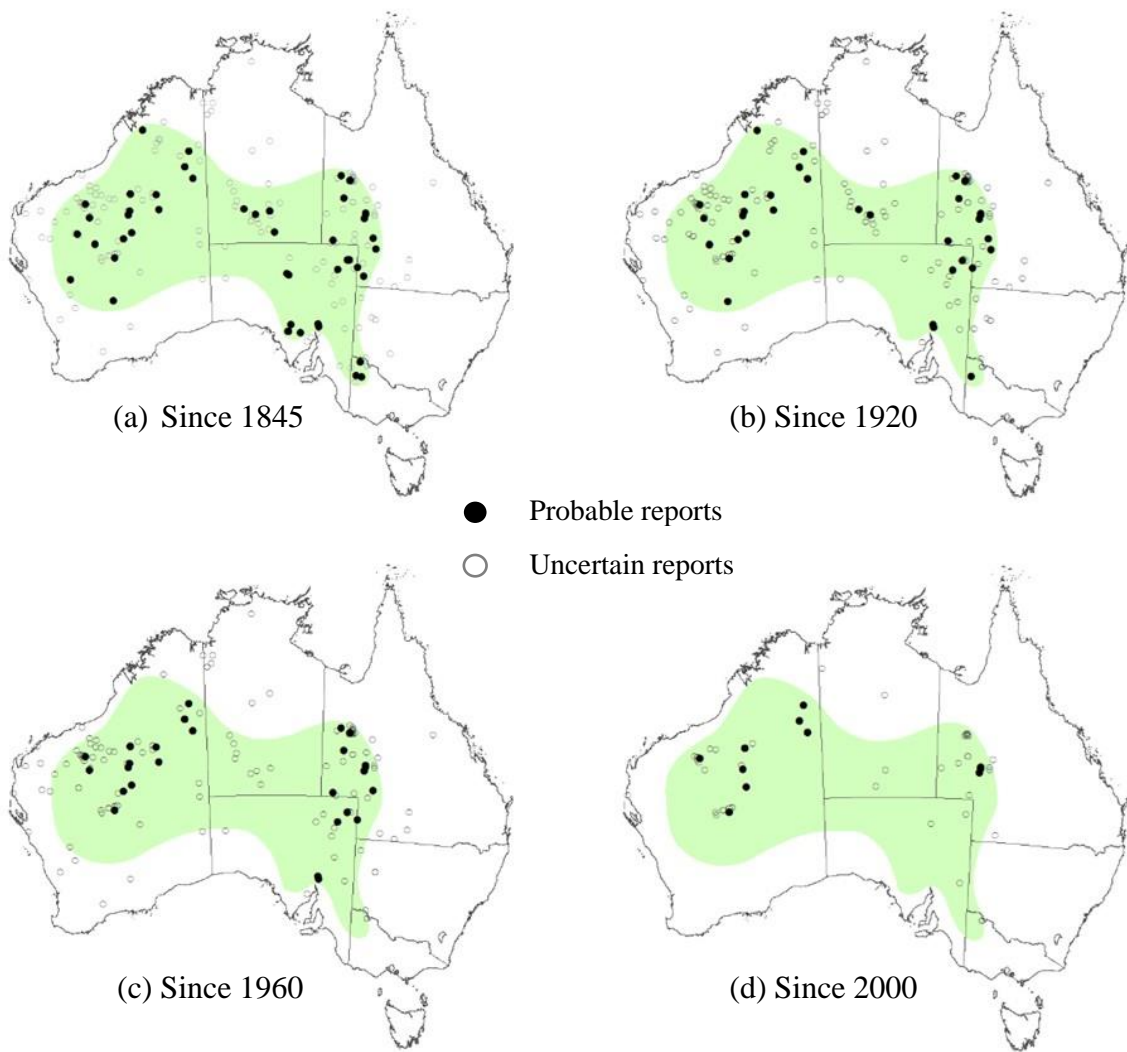 (a) Since 1845
(b) Since 1920
Probable reports
Uncertain reports
(c) Since 1960
(d) Since 2000